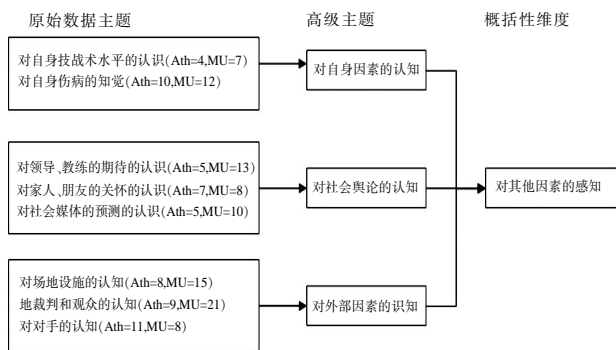 原始数据主题
高级主题
概括性维度
对自身技战术水平的认识(Ath=4,MU=7)
对自身伤病的知觉(Ath=10,MU=12)
对自身因素的认知
对领导、教练的期待的认识(Ath=5,MU=13)
对家人、朋友的关怀的认识(Ath=7,MU=8)
对社会媒体的预测的认识(Ath=5,MU=10)
对社会舆论的认知
对其他因素的感知
对场地设施的认知(Ath=8,MU=15)
地裁判和观众的认知(Ath=9,MU=21)
对对手的认知(Ath=11,MU=8)
对外部因素的识知